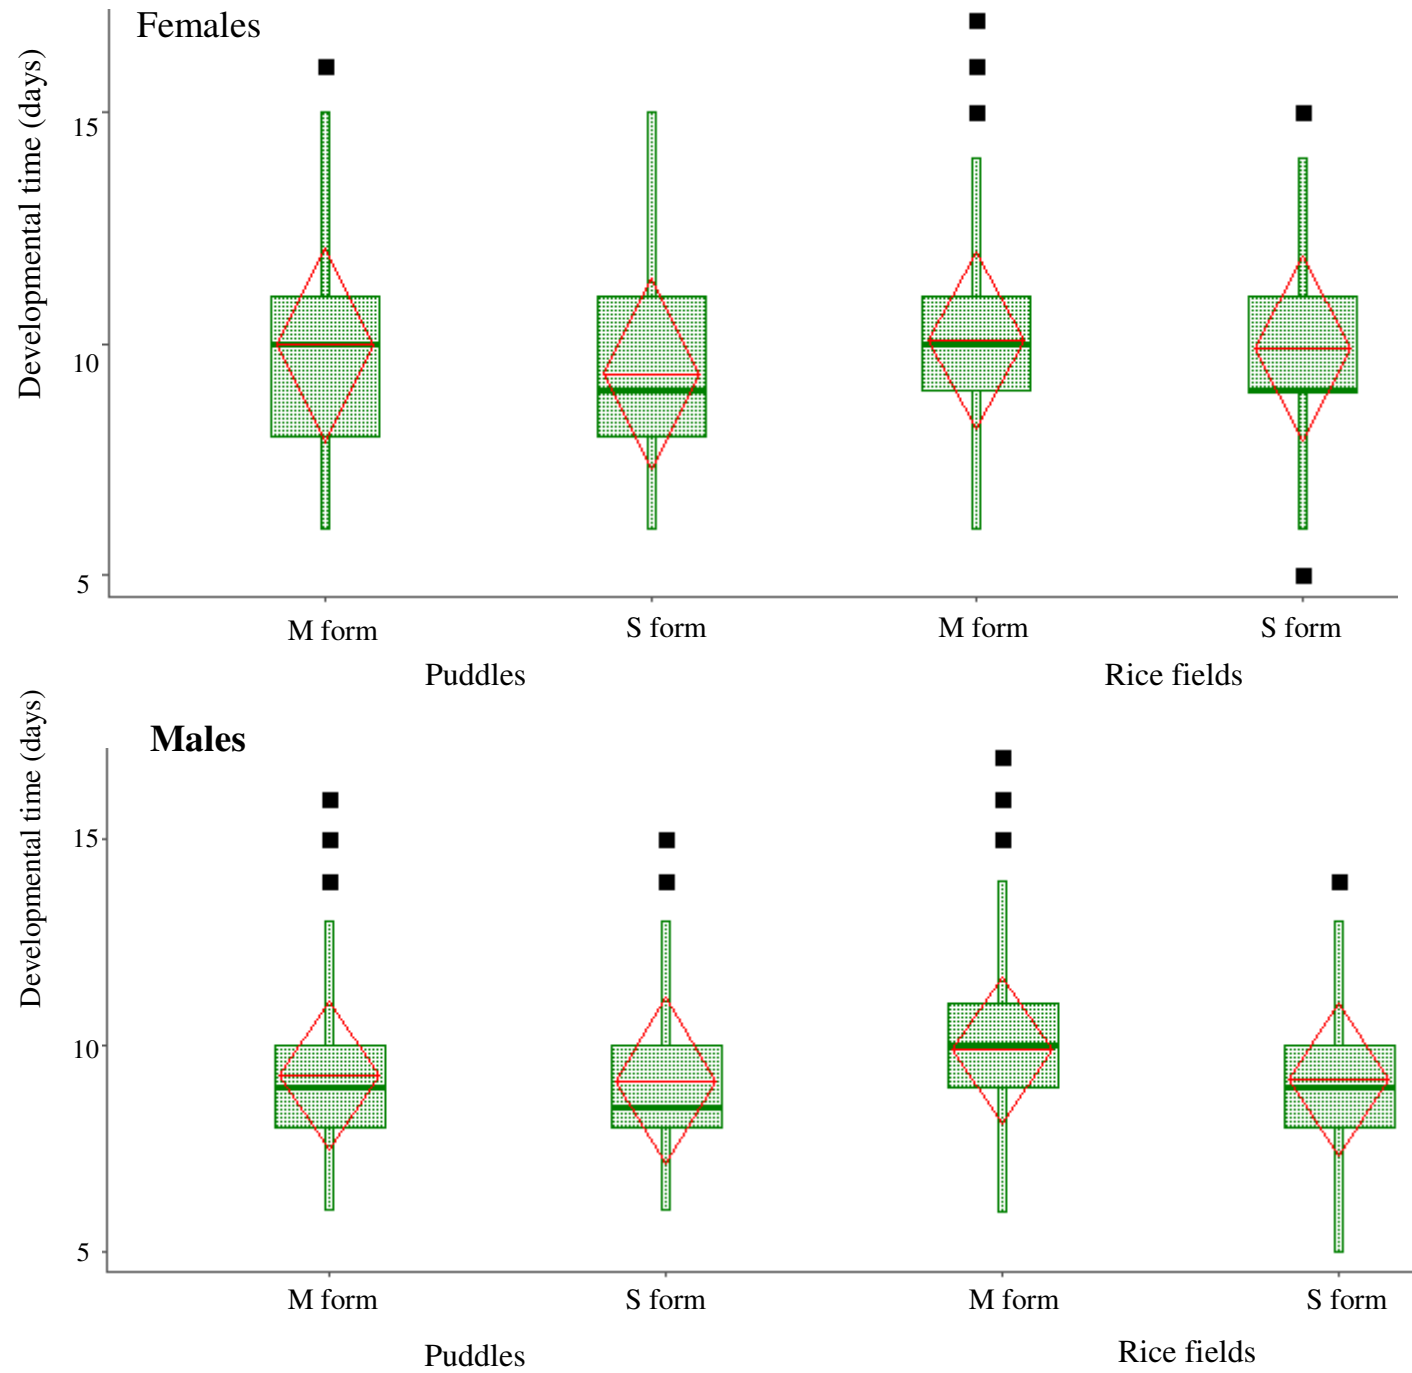 Females
Developmental time (days)
15
10
5
M form
S form
M form
S form
Puddles
Rice fields
Males
Developmental time (days)
15
10
5
M form
S form
M form
S form
Puddles
Rice fields